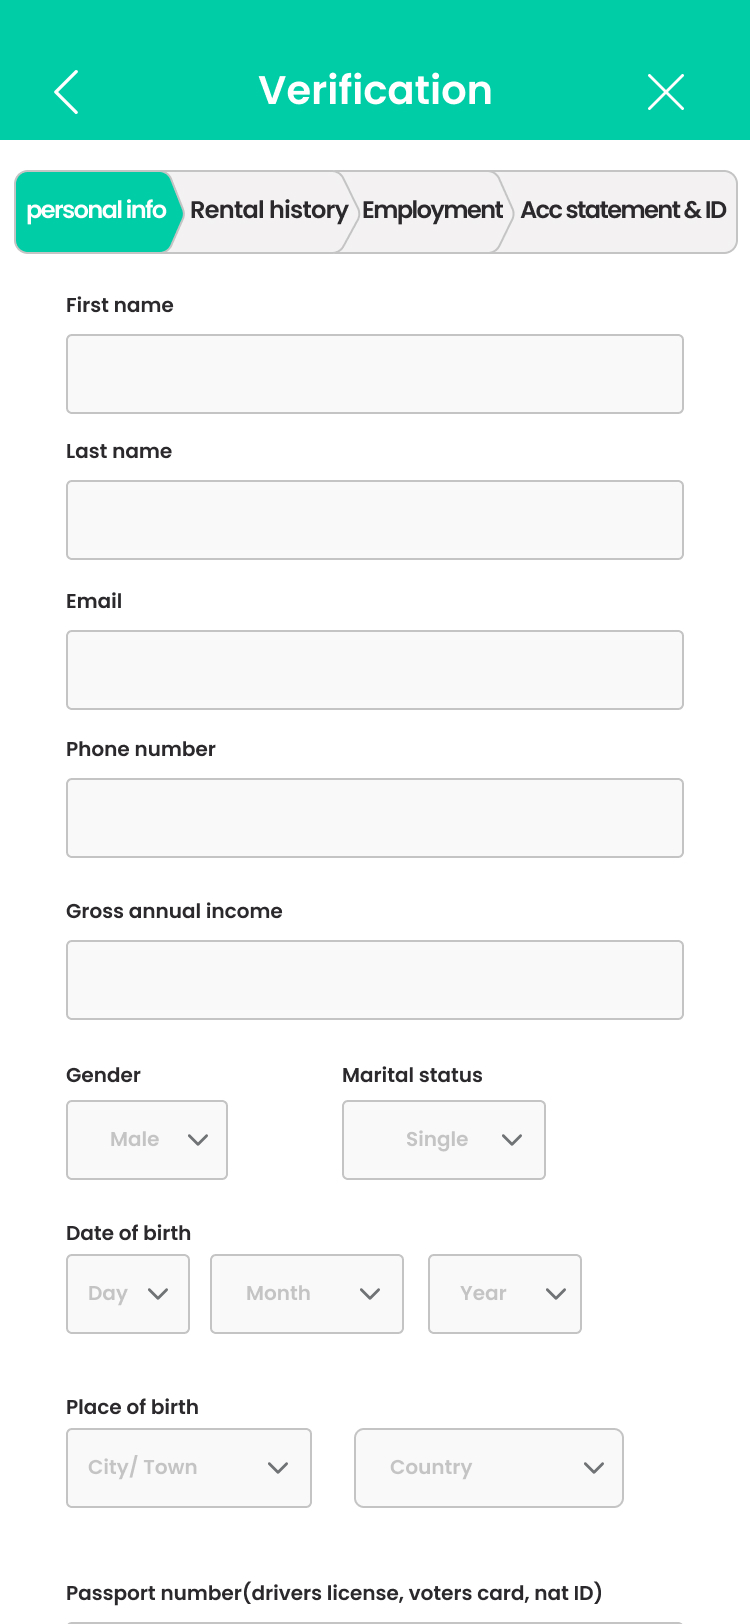 Verification
personal info Rental history Employment Acc statement & ID
First name
Last name
Email
Phone number
Gross annual income
Gender Marital status
Male Single
Date of birth
Day Month Year
Place of birth
City/ Town Country
Passport number(drivers license, voters card, nat ID)